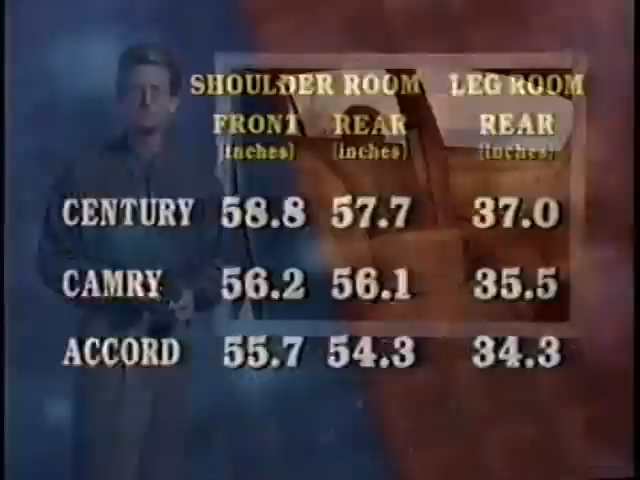 SHOULDER ROOM LEG ROOM
FRONT REAR REAR
(inches) (inches) (inches)
CENTURY 58.8 57.7 37.0
CAMRY 56.2 56.1 35.5
ACCORD 55.7 54.3 34.3